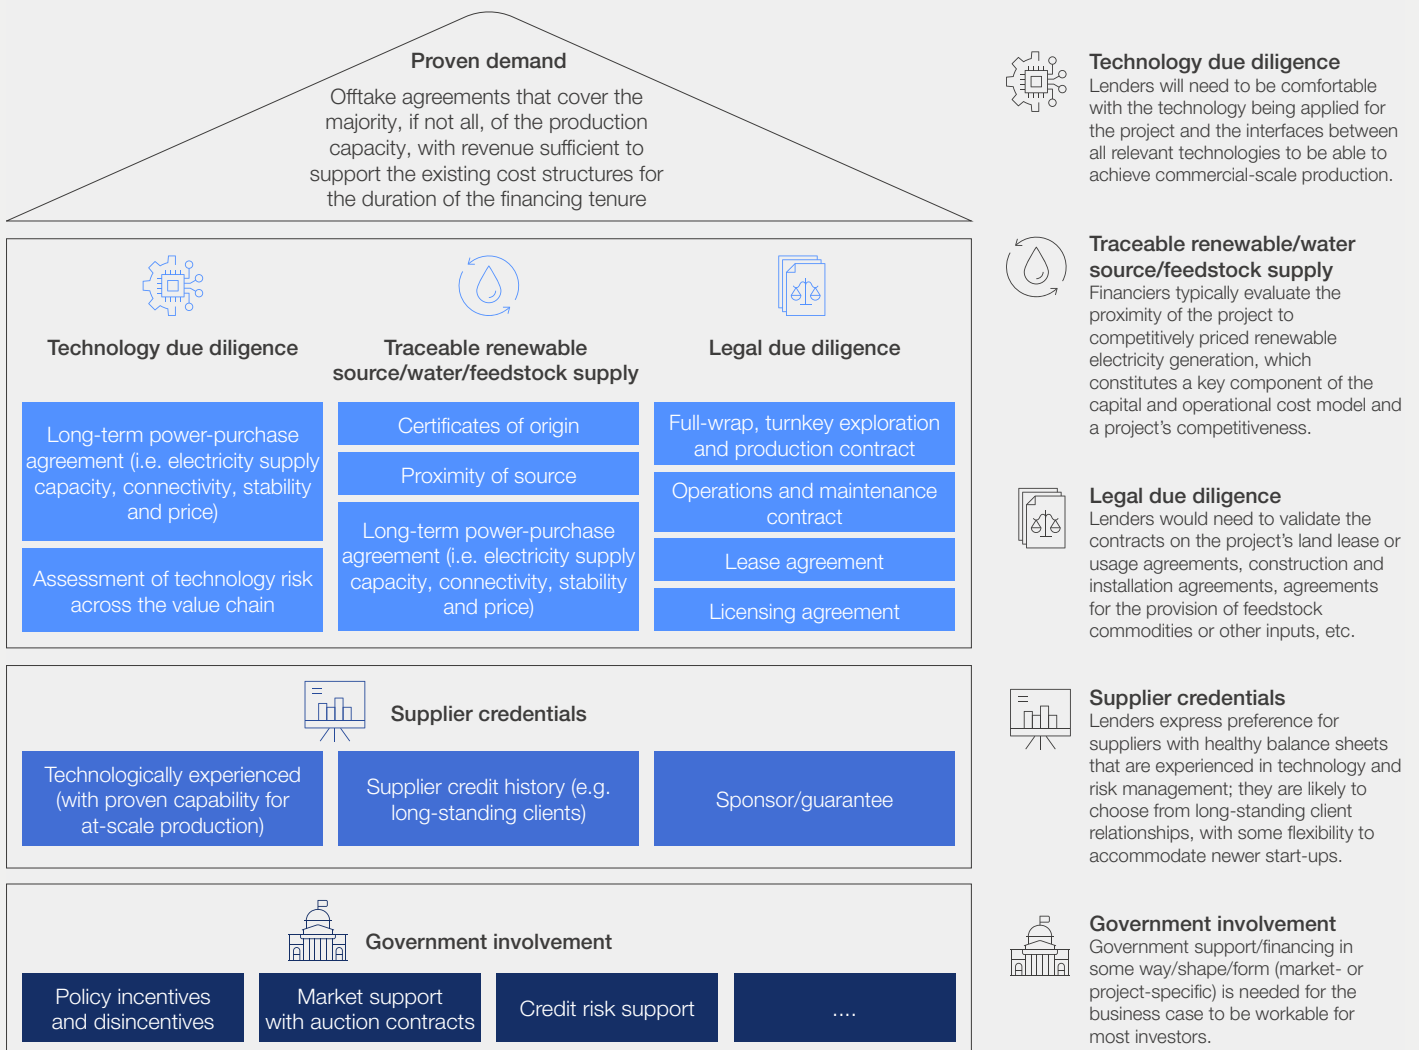 Proven demand
Offtake agreements that cover the
majority, if not all, of the production
capacity, with revenue sufficient to
support the existing cost structures for
the duration of the financing tenure
Technology due diligence
Long-term power-purchase
agreement (i.e. electricity supply
capacity, connectivity, stability
and price)
Assessment of technology risk
across the value chain
Traceable renewable
source/water/feedstock supply
Certificates of origin
Proximity of source
Long-term power-purchase
agreement (i.e. electricity supply
capacity, connectivity, stability
and price)
Legal due diligence
Full-wrap, turnkey exploration
and production contract
Operations and maintenance
contract
Lease agreement
Licensing agreement
Supplier credentials
Technologically experienced
(with proven capability for
at-scale production)
Supplier credit history (e.g.
long-standing clients)
Sponsor/guarantee
Government involvement
Policy incentives
and disincentives
Market support
with auction contracts
Credit risk support
....
Technology due diligence
Lenders will need to be comfortable
with the technology being applied for
the project and the interfaces between
all relevant technologies to be able to
achieve commercial-scale production.
Traceable renewable/water
source/feedstock supply
Financiers typically evaluate the
proximity of the project to
competitively priced renewable
electricity generation, which
constitutes a key component of the
capital and operational cost model and
a project's competitiveness.
Legal due diligence
Lenders would need to validate the
contracts on the project's land lease or
usage agreements, construction and
installation agreements, agreements
for the provision of feedstock
commodities or other inputs, etc.
Supplier credentials
Lenders express preference for
suppliers with healthy balance sheets
that are experienced in technology and
risk management; they are likely to
choose from long-standing client
relationships, with some flexibility to
accommodate newer start-ups.
Government involvement
Government support/financing in
some way/shape/form (market- or
project-specific) is needed for the
business case to be workable for
most investors.